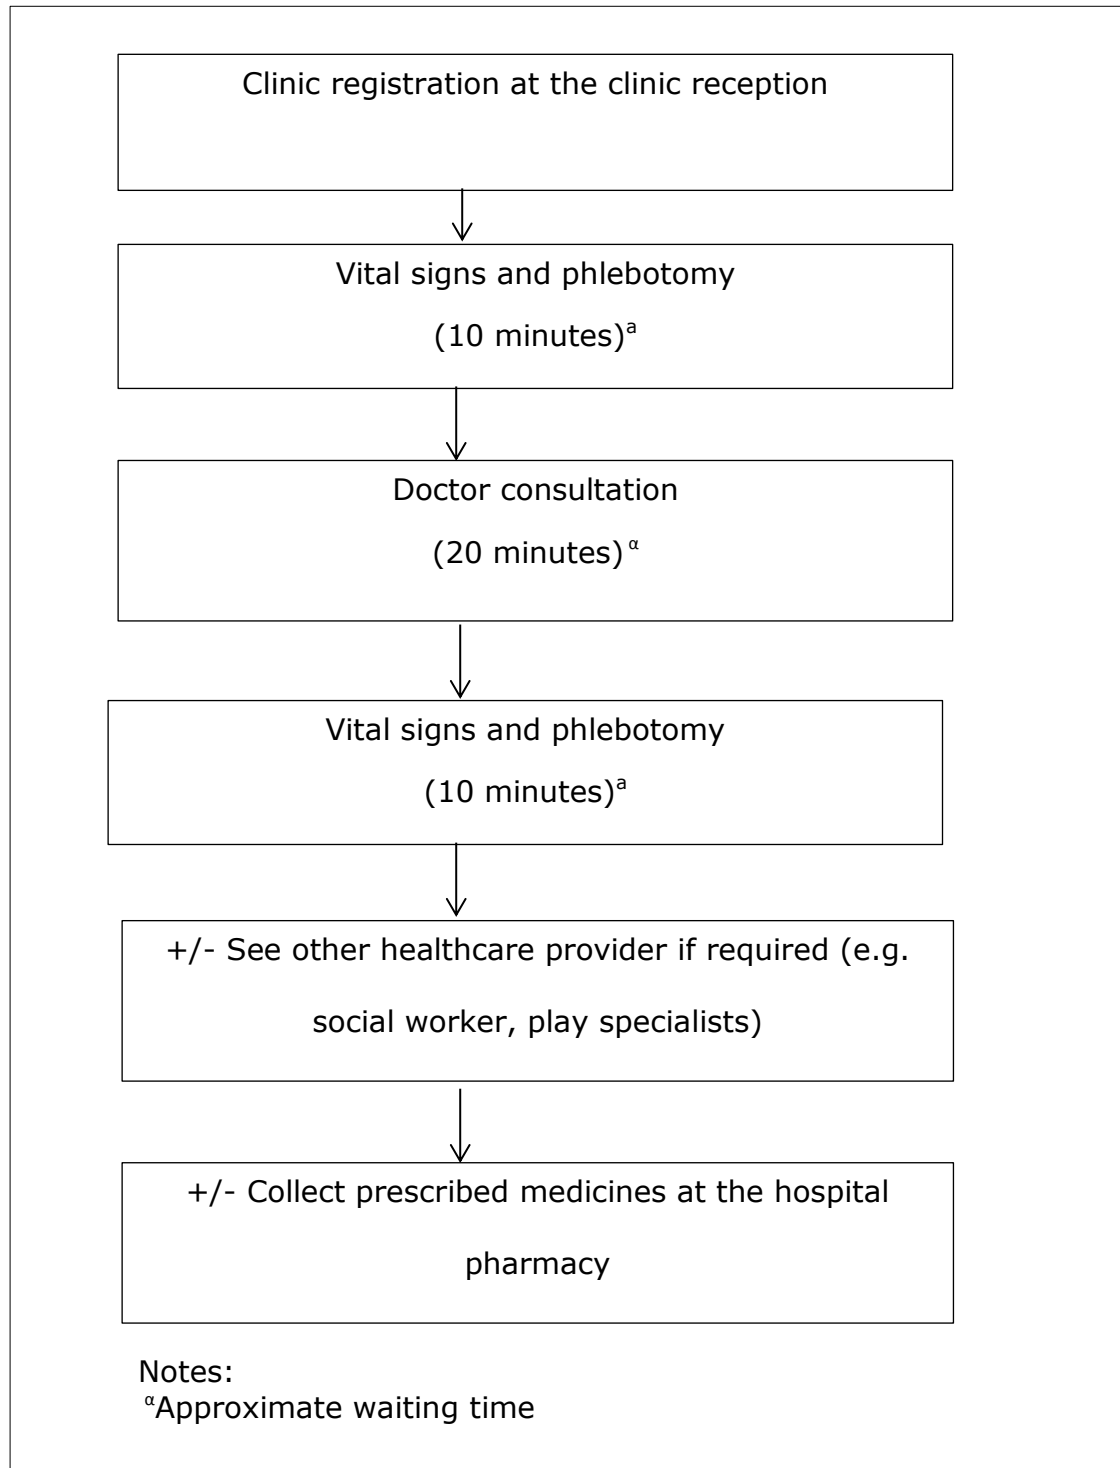 Clinic registration at the clinic reception
Vital signs and phlebotomy
(10 minutes)ᵃ
Doctor consultation
(20 minutes) ᵅ
Vital signs and phlebotomy
(10 minutes)ᵃ
+/- See other healthcare provider if required (e.g.
social worker, play specialists)
+/- Collect prescribed medicines at the hospital
pharmacy
Notes:
ᵅApproximate waiting time